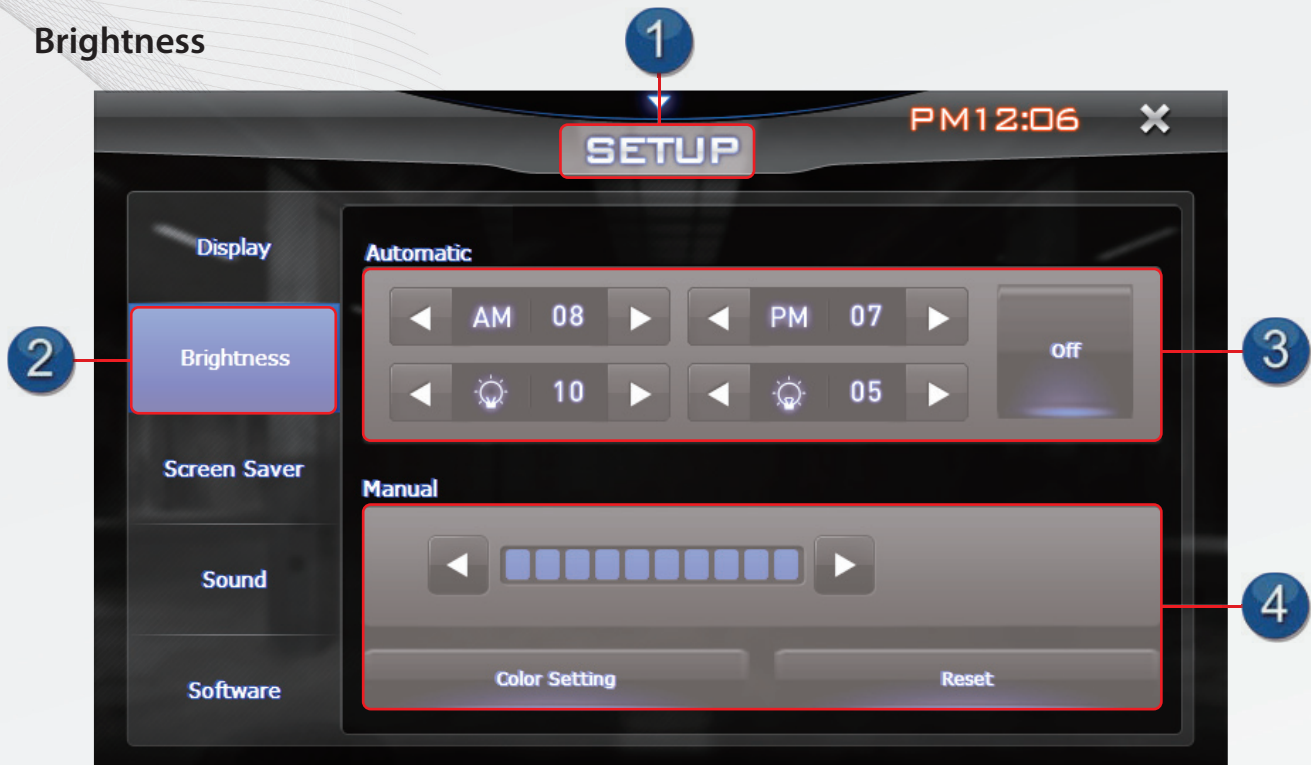 Brightness
1
PM12:06
SETUP
Display
Automatic
AM 08
PM 07
Off
3
2
Brightness
10
05
Screen Saver
Manual
Sound
4
Color Setting
Reset
Software